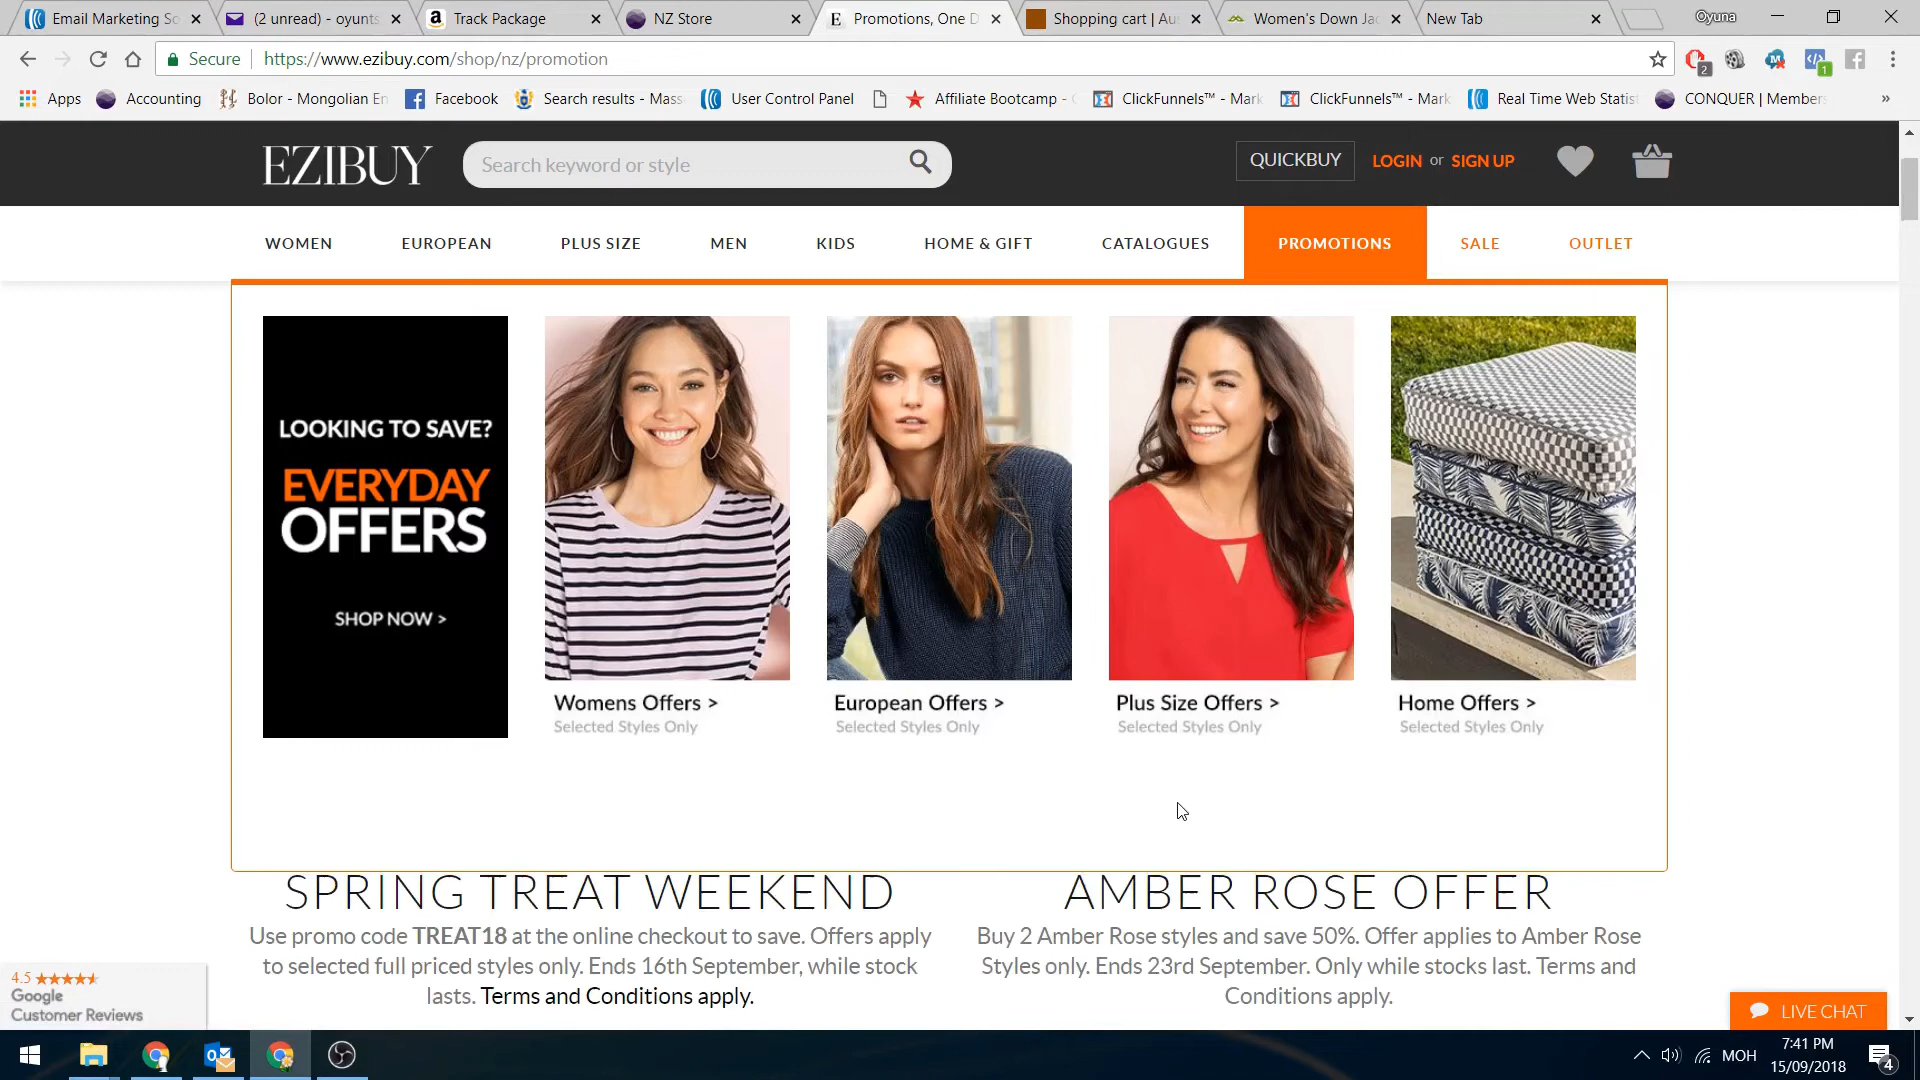 Email Marketing So
(2 unread) - oyunts
Track Package
NZ Store
Promotions, One D
Shopping cart | Aus
Women's Down Jac
New Tab
Oyuna
Secure
https://www.ezibuy.com/shop/nz/promotion
2
1
Apps
Accounting
Bolor - Mongolian En
Facebook
Search results - Mass
User Control Panel
Affiliate Bootcamp - C
ClickFunnels™ - Mark
ClickFunnels™ - Mark
Real Time Web Statist
CONQUER | Members
EZIBUY
Search keyword or style
QUICKBUY
LOGIN or SIGN UP
WOMEN
EUROPEAN
PLUS SIZE
MEN
KIDS
HOME & GIFT
CATALOGUES
PROMOTIONS
SALE
OUTLET
LOOKING TO SAVE?
EVERYDAY
OFFERS
SHOP NOW >
Womens Offers >
Selected Styles Only
European Offers >
Selected Styles Only
Plus Size Offers >
Selected Styles Only
Home Offers >
Selected Styles Only
SPRING TREAT WEEKEND
Use promo code TREAT18 at the online checkout to save. Offers apply
to selected full priced styles only. Ends 16th September, while stock
lasts. Terms and Conditions apply.
AMBER ROSE OFFER
Buy 2 Amber Rose styles and save 50%. Offer applies to Amber Rose
Styles only. Ends 23rd September. Only while stocks last. Terms and
Conditions apply.
4.5
Google
Customer Reviews
LIVE CHAT
MOH
7:41 PM
15/09/2018
4